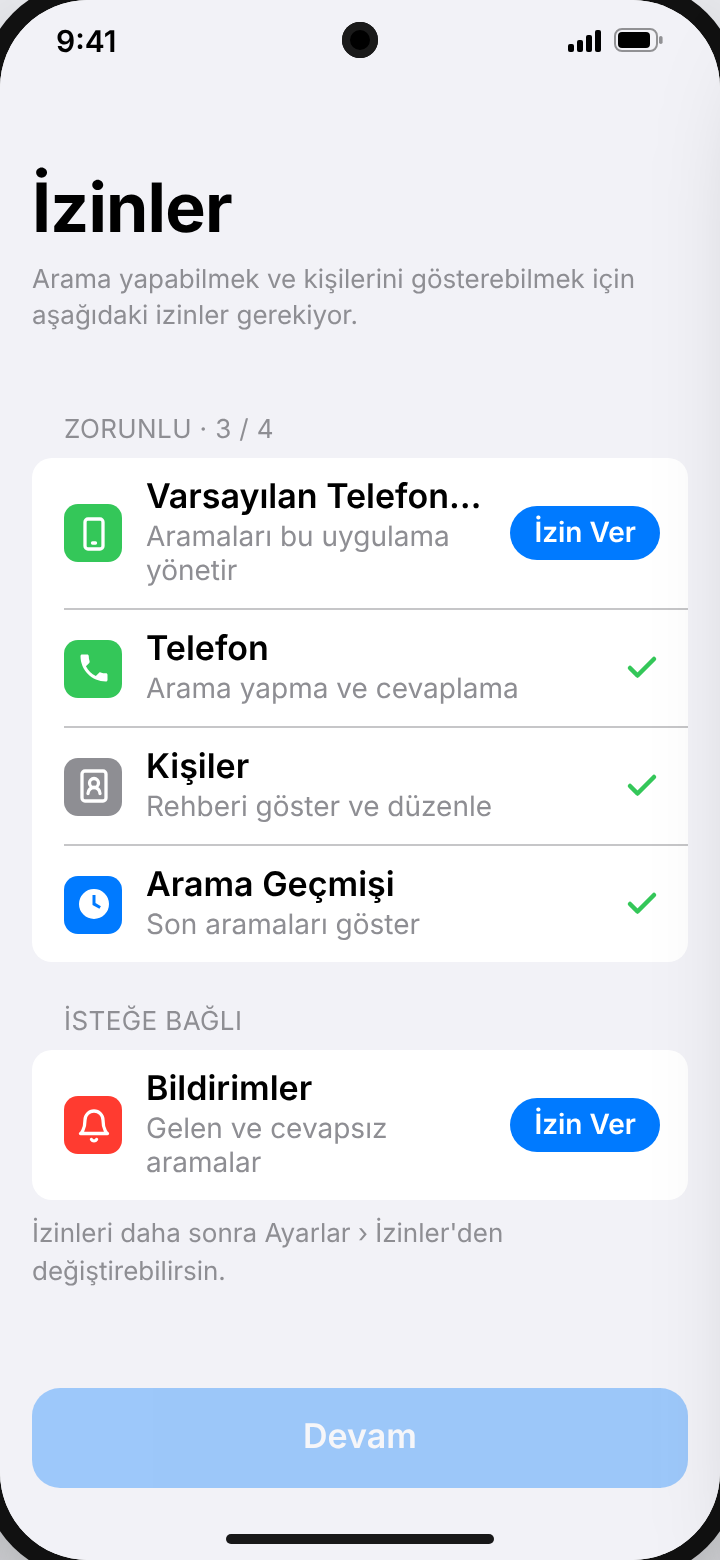 9:41
İzinler
Arama yapabilmek ve kişilerini gösterebilmek için
aşağıdaki izinler gerekiyor.
ZORUNLU · 3 / 4
Varsayılan Telefon...
Aramaları bu uygulama
yönetir
İzin Ver
Telefon
Arama yapma ve cevaplama
Kişiler
Rehberi göster ve düzenle
Arama Geçmişi
Son aramaları göster
İSTEĞE BAĞLI
Bildirimler
Gelen ve cevapsız
aramalar
İzin Ver
İzinleri daha sonra Ayarlar › İzinler'den
değiştirebilirsin.
Devam